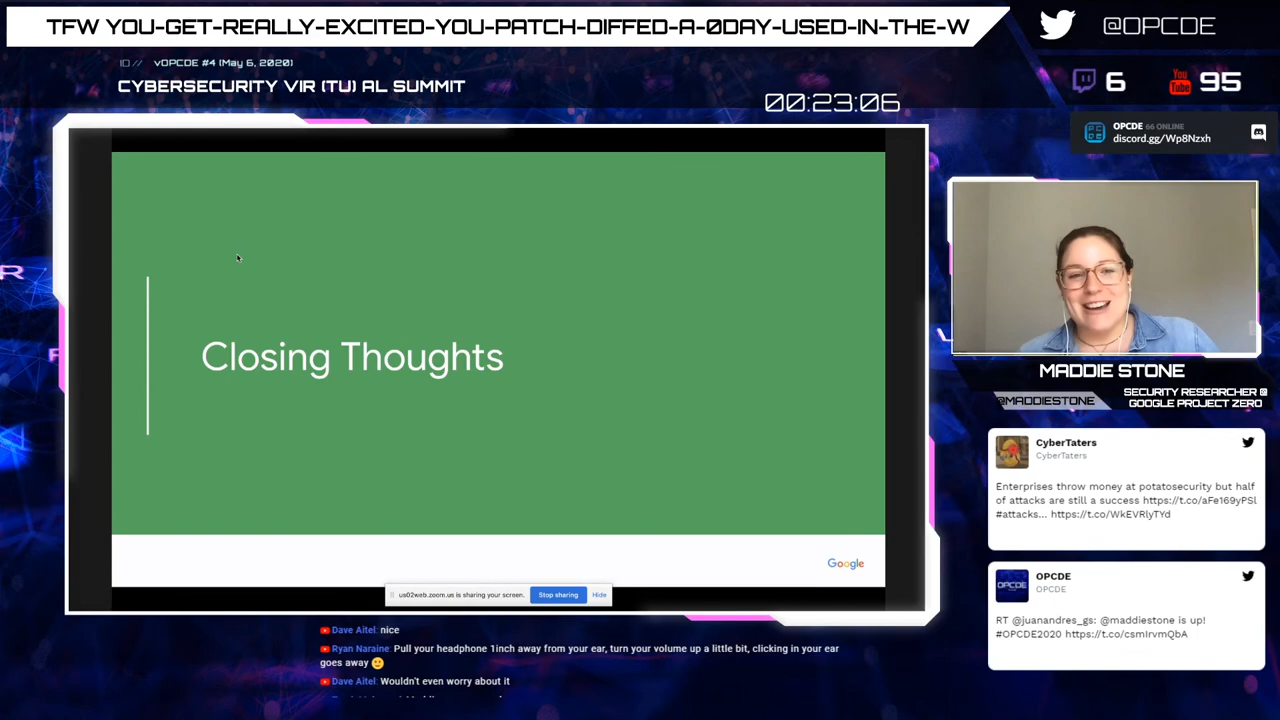 TFW YOU-GET-REALLY-EXCITED-YOU-PATCH-DIFFED-A-0DAY-USED-IN-THE-W
@OPCDE
ID // vOPCDE #4 (May 6, 2020)
CYBERSECURITY VIR (TU) AL SUMMIT
00:23:06
6
You Tube 95
OPCDE 66 ONLINE
discord.gg/Wp8Nzxh
Closing Thoughts
Google
us02web.zoom.us is sharing your screen. Stop sharing Hide
MADDIE STONE
@MADDIESTONE
SECURITY RESEARCHER @
GOOGLE PROJECT ZERO
CyberTaters
CyberTaters
Enterprises throw money at potatosecurity but half
of attacks are still a success https://t.co/aFe169yPSl
#attacks... https://t.co/WkEVRlyTYd
OPCDE
OPCDE
RT @juanandres_gs: @maddiestone is up!
#OPCDE2020 https://t.co/csmIrvmQbA
Dave Aitel: nice
Ryan Naraine: Pull your headphone 1inch away from your ear, turn your volume up a little bit, clicking in your ear
goes away 🙂
Dave Aitel: Wouldn't even worry about it